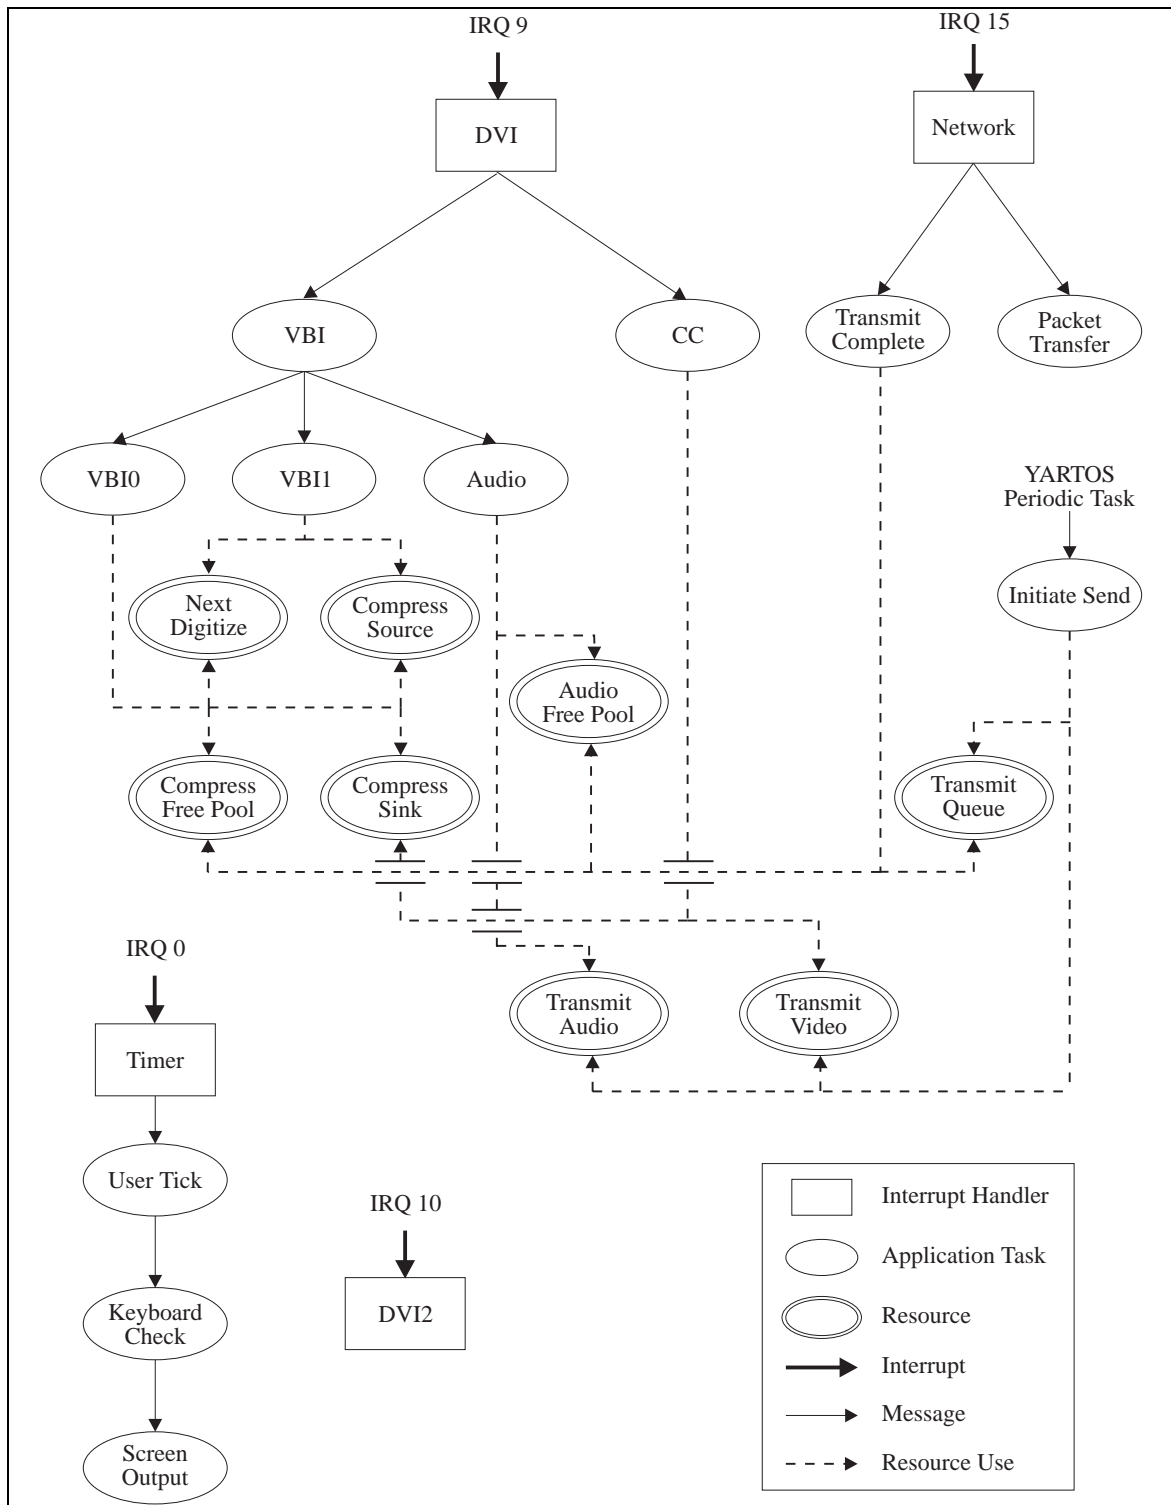 IRQ 9
IRQ 15
DVI
Network
VBI
CC
Transmit
Complete
Packet
Transfer
VBI0
VBI1
Audio
YARTOS
Periodic Task
Next
Digitize
Compress
Source
Initiate Send
Audio
Free Pool
Compress
Free Pool
Compress
Sink
Transmit
Queue
IRQ 0
Transmit
Audio
Transmit
Video
Timer
User Tick
IRQ 10
Keyboard
Check
DVI2
Screen
Output
Interrupt Handler
Application Task
Resource
Interrupt
Message
Resource Use